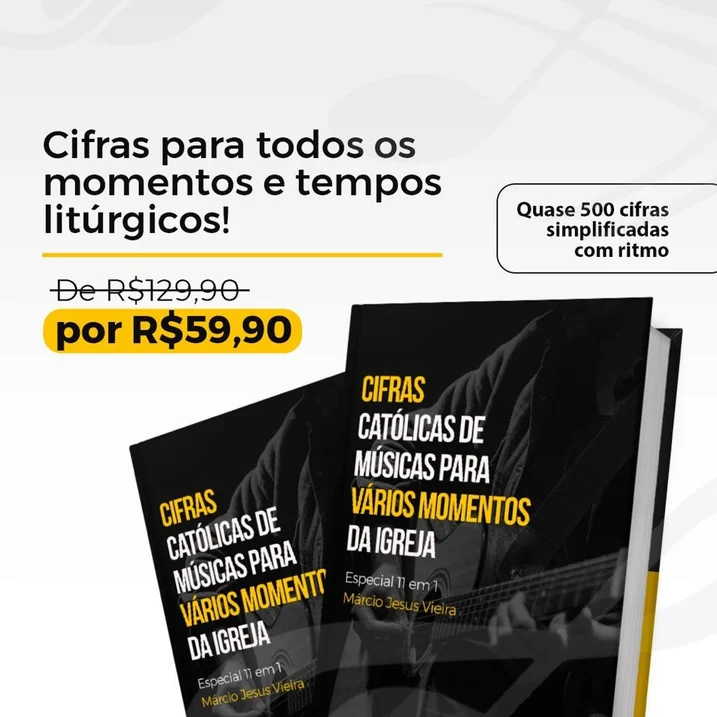 Cifras para todos os
momentos e tempos
litúrgicos!
De R$129,90
por R$59,90
Quase 500 cifras
simplificadas
com ritmo
CIFRAS
CATÓLICAS DE
MÚSICAS PARA
VÁRIOS MOMENTOS
DA IGREJA
Especial 11 em 1
Márcio Jesus Vieira
CIFRAS
CATÓLICAS DE
MÚSICAS PARA
VÁRIOS MOMENTO
DA IGREJA
Especial 11 em 1
Márcio Jesus Vieira